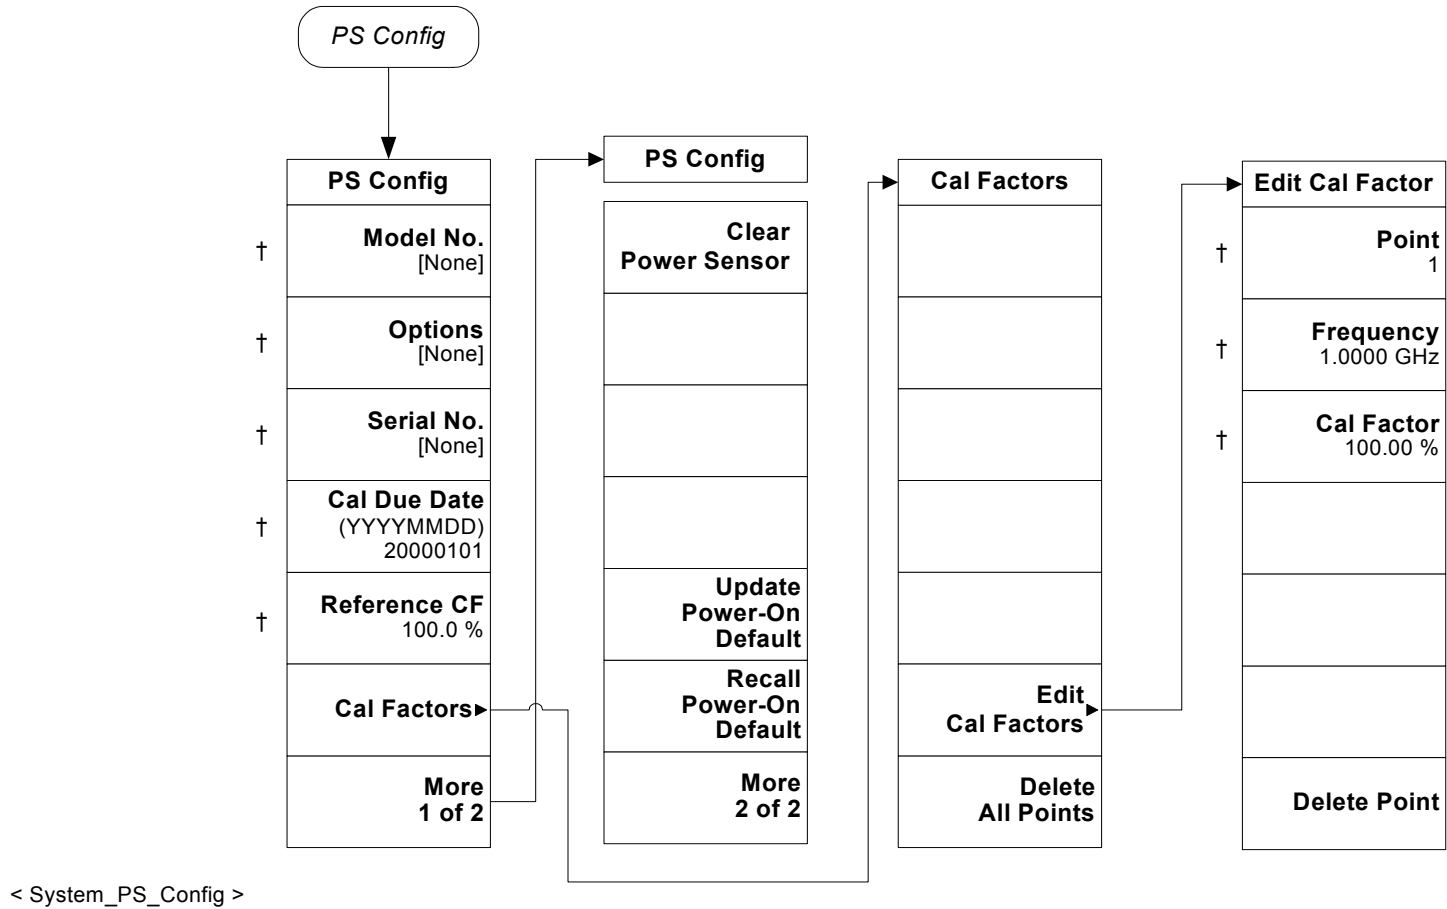 PS Config
PS Config
† Model No.
[None]
† Options
[None]
† Serial No.
[None]
Cal Due Date
† (YYYYMMDD)
20000101
Reference CF
† 100.0 %
Cal Factors
More
1 of 2
PS Config
Clear
Power Sensor
Update
Power-On
Default
Recall
Power-On
Default
More
2 of 2
Cal Factors
Edit
Cal Factors
Delete
All Points
Edit Cal Factor
Point
† 1
Frequency
† 1.0000 GHz
Cal Factor
† 100.00 %
Delete Point
< System_PS_Config >